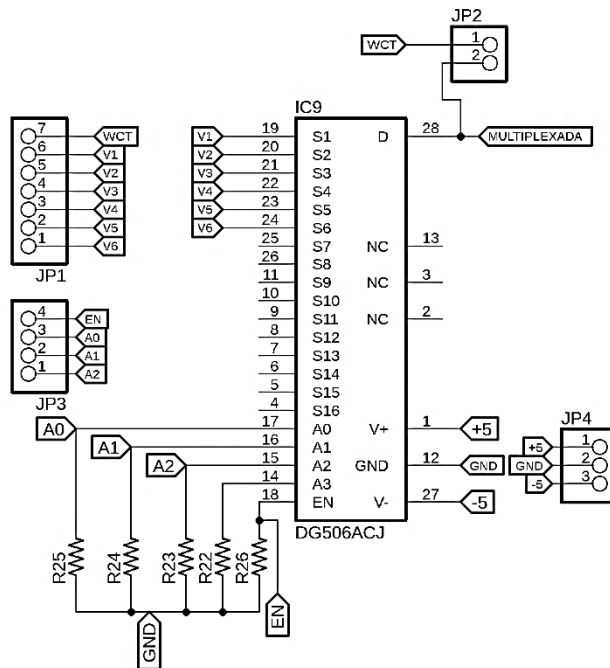 JP2
WCT
1
2
IC9
7 WCT
6 V1
5 V2
4 V3
3 V4
2 V5
1 V6
JP1
V1 19 S1
V2 20 S2
V3 21 S3
V4 22 S4
V5 23 S5
V6 24 S6
25 S7
26 S8
11 S9
10 S10
9 S11
8 S12
7 S13
6 S14
5 S15
4 S16
17 A0
16 A1
15 A2
14 A3
18 EN
D 28 MULTIPLEXADA
NC 13
NC 3
NC 2
V+ 1 +5
GND 12 GND
V- 27 -5
DG506ACJ
4 EN
3 A0
2 A1
1 A2
JP3
A0
A1
A2
JP4
+5 1
GND 2
-5 3
R25
R24
R23
R22
R26
GND
EN